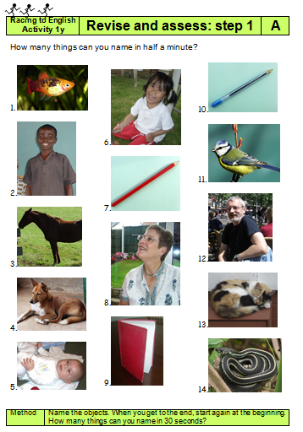 Racing to English
Activity 1y
Revise and assess: step 1
A
How many things can you name in half a minute?
1.
2.
3.
4.
5.
6.
7.
8.
9.
10.
11.
12.
13.
14.
Method
Name the objects. When you get to the end, start again at the beginning.
How many things can you name in 30 seconds?